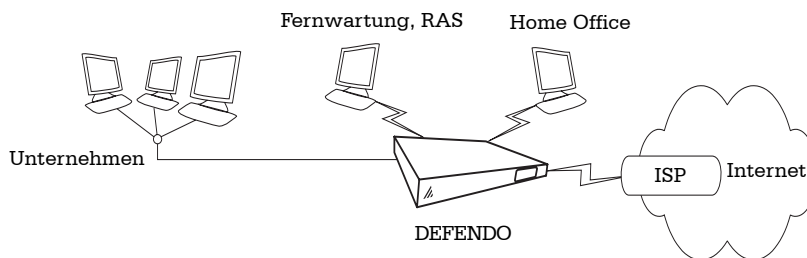 Fernwartung, RAS
Home Office
Unternehmen
ISP
Internet
DEFENDO